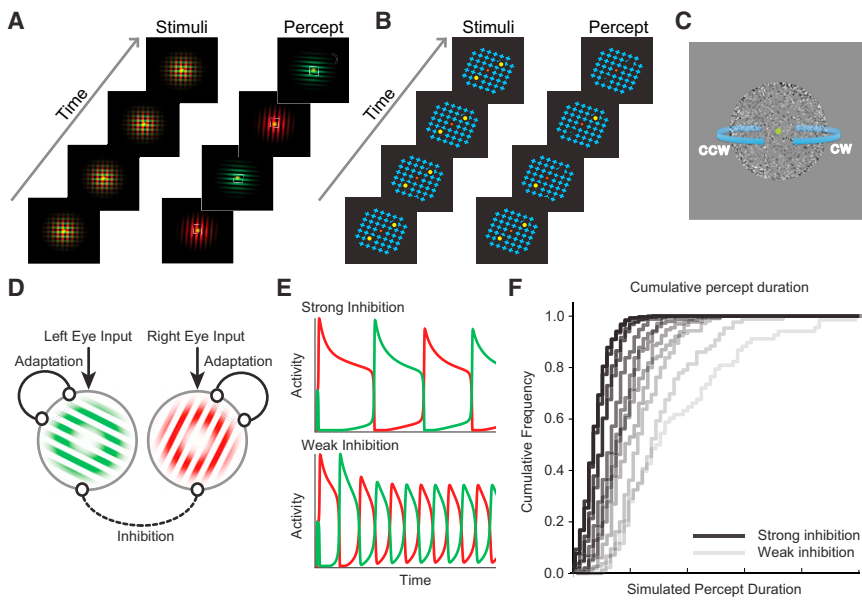 A
Stimuli
Percept
Time
B
Stimuli
Percept
Time
C
CCW
CW
D
Left Eye Input
Right Eye Input
Adaptation
Adaptation
Inhibition
E
Strong Inhibition
Activity
Weak Inhibition
Activity
Time
F
Cumulative percept duration
Cumulative Frequency
1.0
0.8
0.6
0.4
0.2
0.0
Strong inhibition
Weak inhibition
Simulated Percept Duration